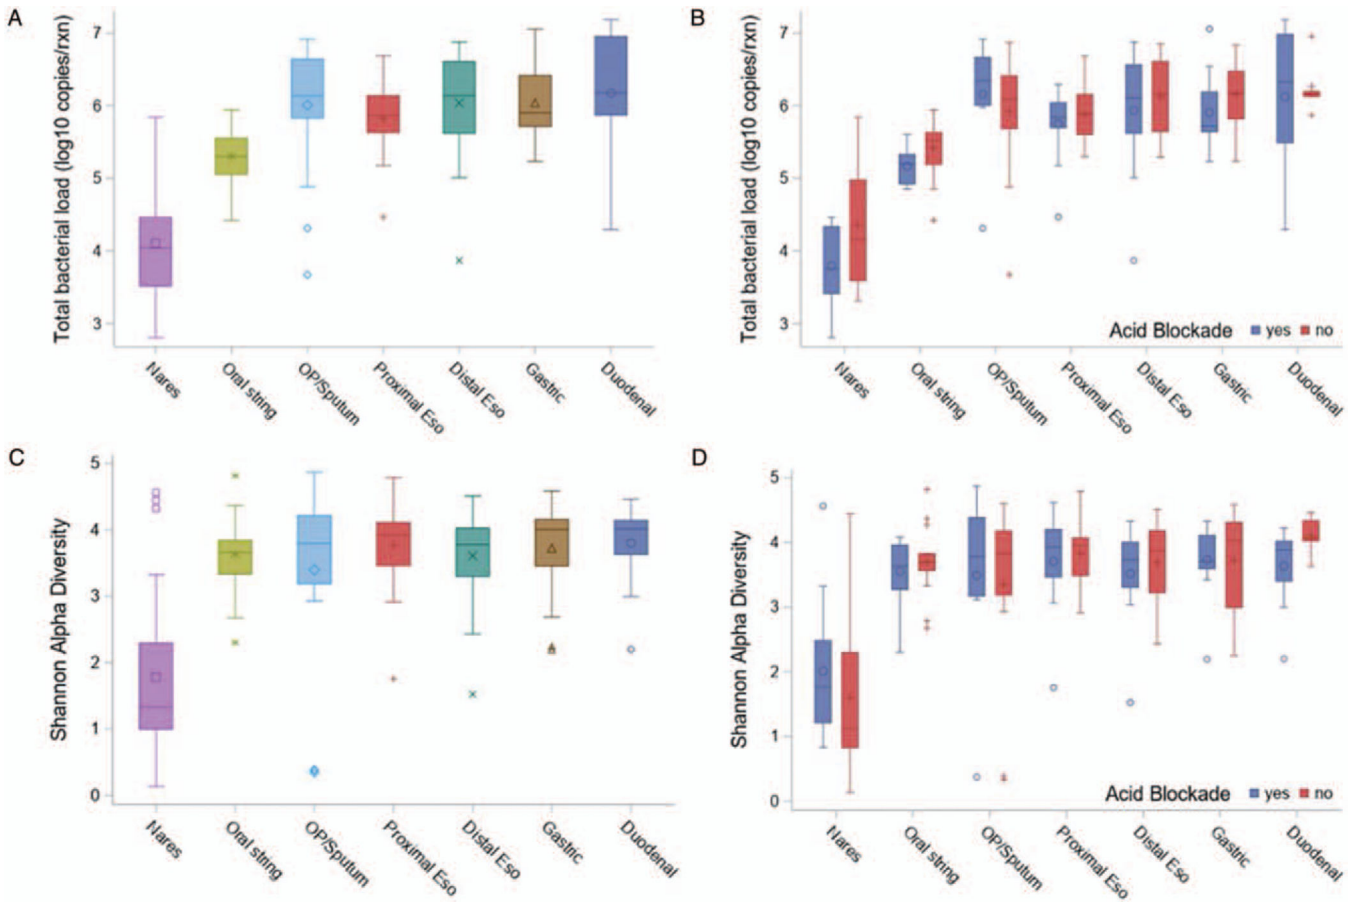 A
Total bacterial load (log10 copies/rxn)
7
6
5
4
3
Nares
Oral string
OP/Sputum
Proximal Eso
Distal Eso
Gastric
Duodenal
B
Total bacterial load (log10 copies/rxn)
7
6
5
4
3
Acid Blockade yes no
Nares
Oral string
OP/Sputum
Proximal Eso
Distal Eso
Gastric
Duodenal
C
Shannon Alpha Diversity
5
4
3
2
1
0
Nares
Oral string
OP/Sputum
Proximal Eso
Distal Eso
Gastric
Duodenal
D
Shannon Alpha Diversity
5
4
3
2
1
0
Acid Blockade yes no
Nares
Oral string
OP/Sputum
Proximal Eso
Distal Eso
Gastric
Duodenal